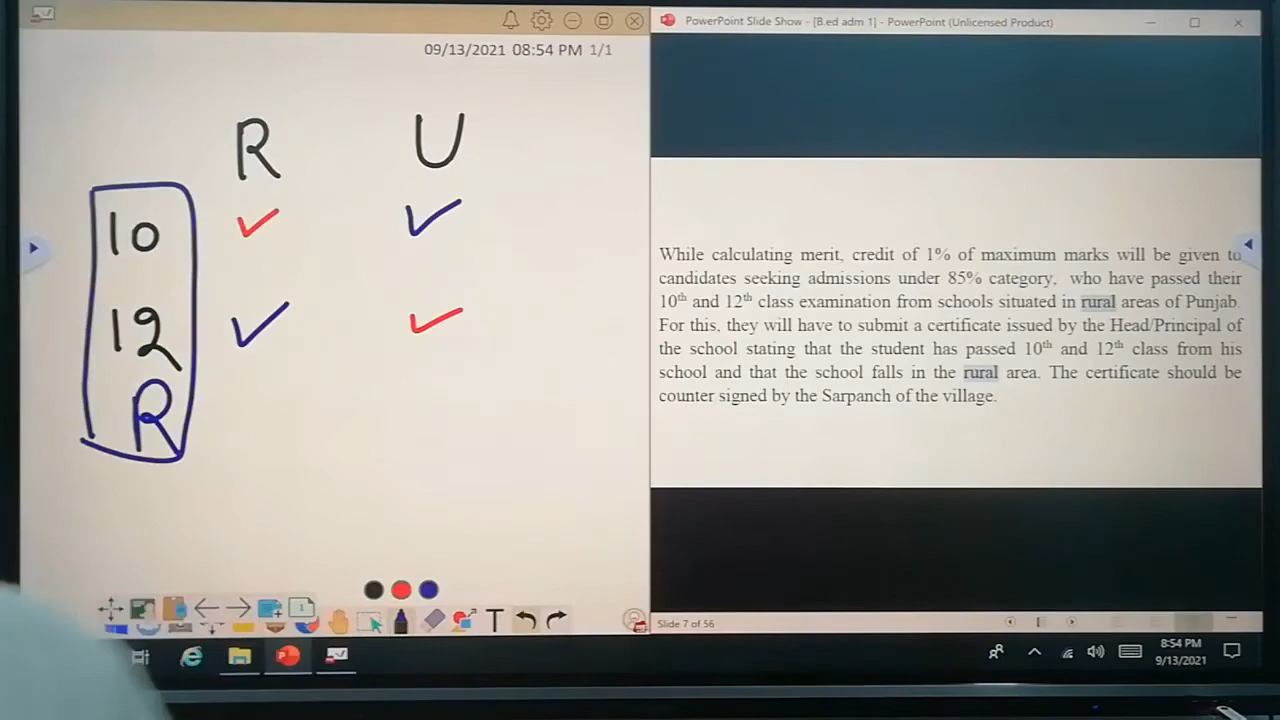 09/13/2021 08:54 PM 1/1
R U
10
12
R
T
PowerPoint Slide Show - [B.ed adm 1] - PowerPoint (Unlicensed Product)
While calculating merit, credit of 1% of maximum marks will be given to
candidates seeking admissions under 85% category, who have passed their
10th and 12th class examination from schools situated in rural areas of Punjab.
For this, they will have to submit a certificate issued by the Head/Principal of
the school stating that the student has passed 10th and 12th class from his
school and that the school falls in the rural area. The certificate should be
counter signed by the Sarpanch of the village.
Slide 7 of 56
8:54 PM
9/13/2021